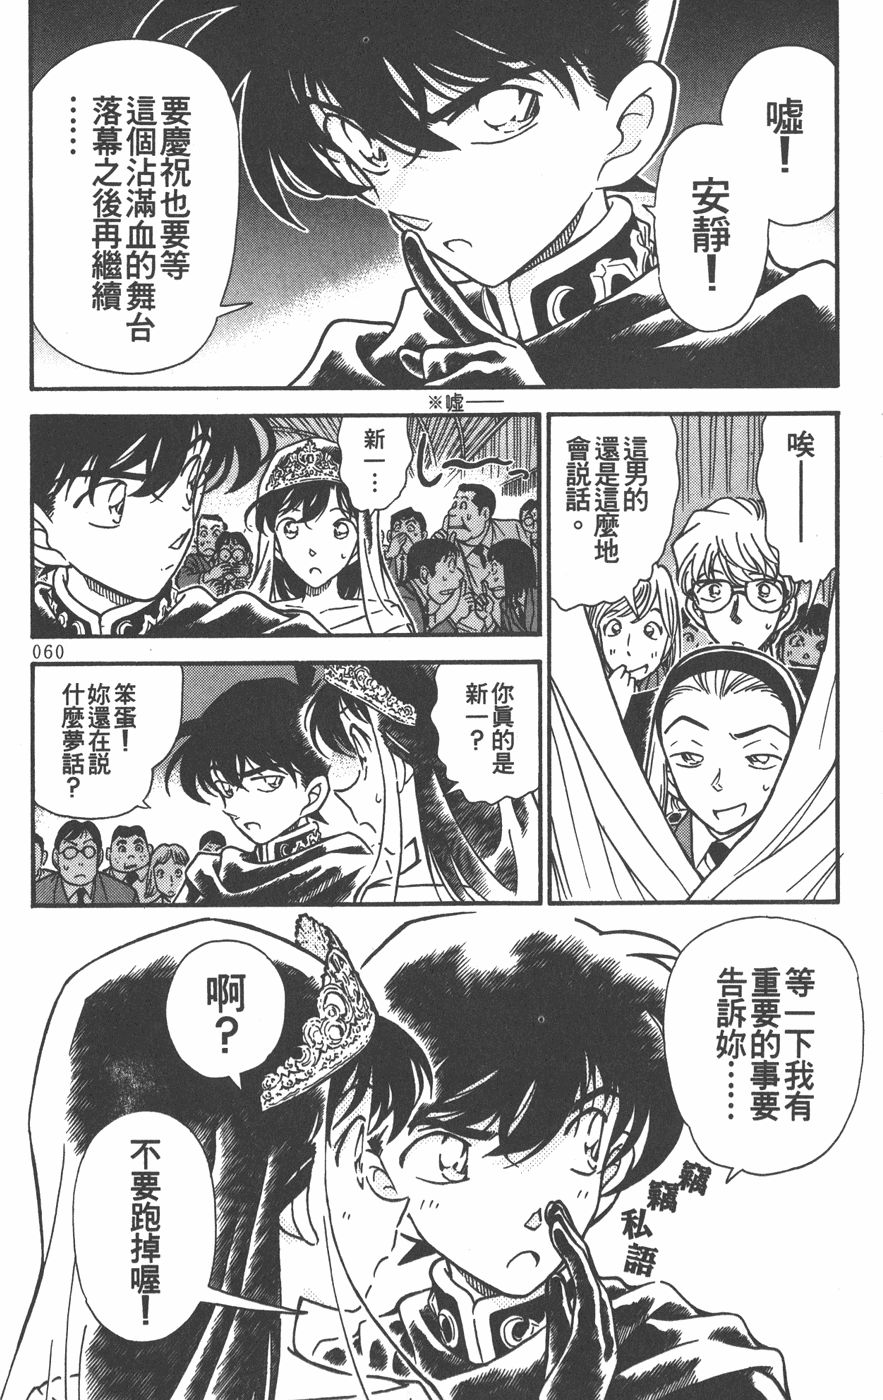 噓！
安靜！
要慶祝也要等
這個沾滿血的舞台
落幕之後再繼續
……
※噓——
唉——
這男的
還是這麼地
會說話。
新一…
し〜〜っ
060
你真的是
新一？
笨蛋！
妳還在說
什麼夢話？
等一下我有
重要的事要
告訴妳……
竊竊私語
啊？
不要跑掉喔！